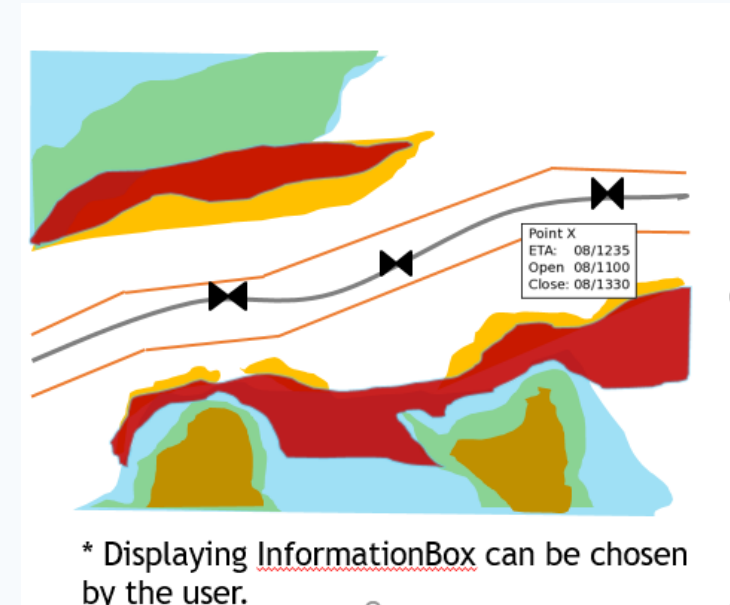 Point X
ETA: 08/1235
Open 08/1100
Close: 08/1330
* Displaying InformationBox can be chosen
by the user.